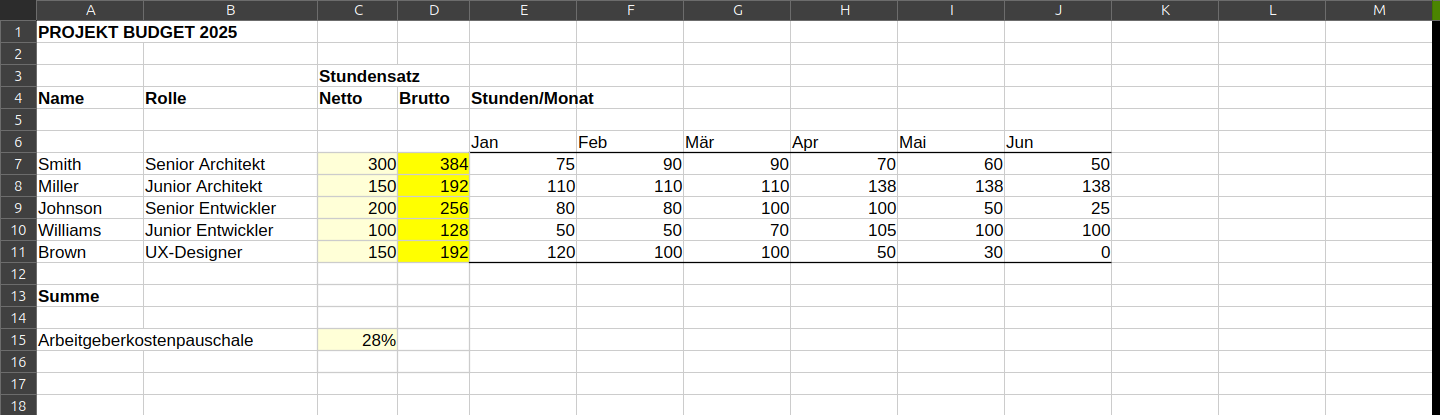 A B C D E F G H I J K L M
1 PROJEKT BUDGET 2025
2
3 Stundensatz
4 Name Rolle Netto Brutto Stunden/Monat
5
6 Jan Feb Mär Apr Mai Jun
7 Smith Senior Architekt 300 384 75 90 90 70 60 50
8 Miller Junior Architekt 150 192 110 110 110 138 138 138
9 Johnson Senior Entwickler 200 256 80 80 100 100 50 25
10 Williams Junior Entwickler 100 128 50 50 70 105 100 100
11 Brown UX-Designer 150 192 120 100 100 50 30 0
12
13 Summe
14
15 Arbeitgeberkostenpauschale 28%
16
17
18